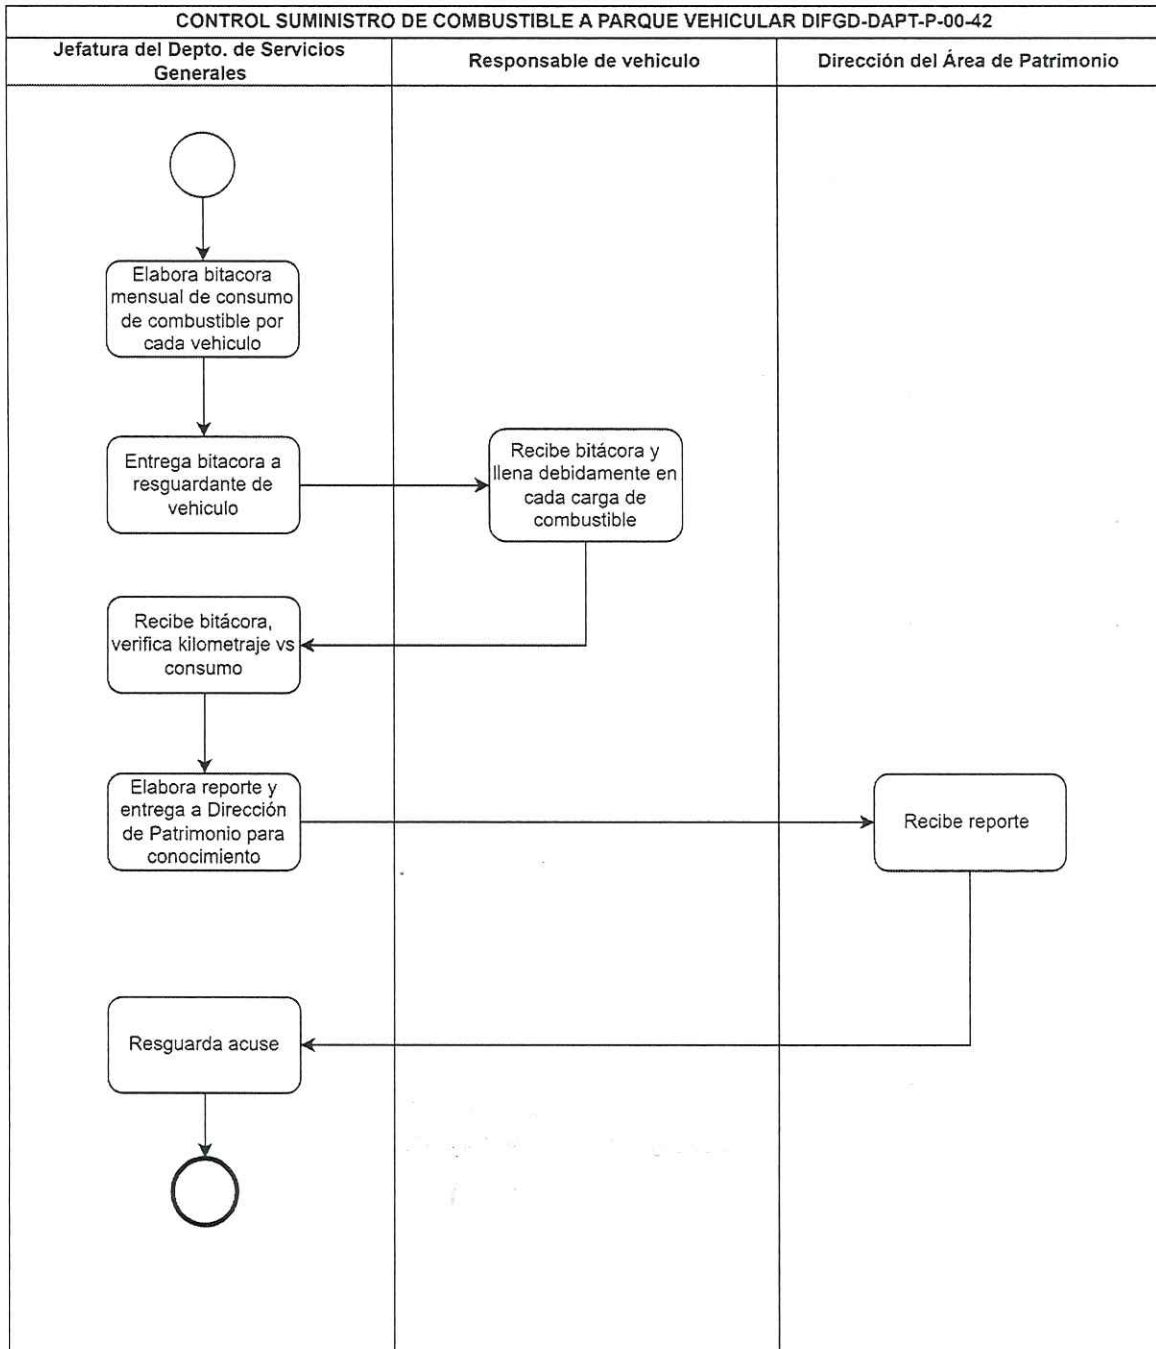 CONTROL SUMINISTRO DE COMBUSTIBLE A PARQUE VEHICULAR DIFGD-DAPT-P-00-42
Jefatura del Depto. de Servicios
Generales
Responsable de vehiculo
Dirección del Área de Patrimonio
Elabora bitacora
mensual de consumo
de combustible por
cada vehiculo
Entrega bitacora a
resguardante de
vehiculo
Recibe bitácora y
llena debidamente en
cada carga de
combustible
Recibe bitácora,
verifica kilometraje vs
consumo
Elabora reporte y
entrega a Dirección
de Patrimonio para
conocimiento
Recibe reporte
Resguarda acuse